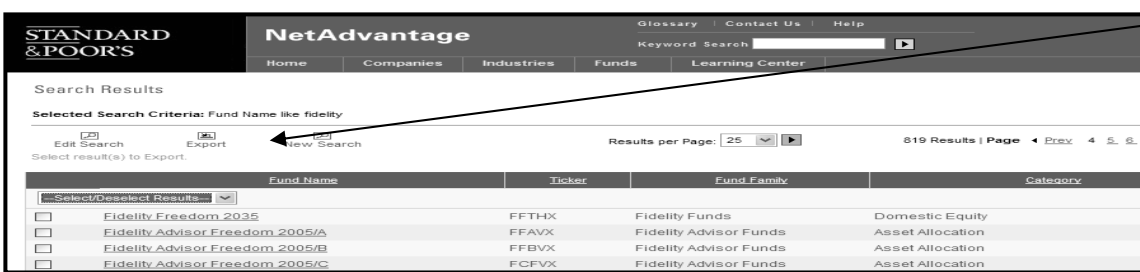 Glossary | Contact Us | Help
STANDARD
&POOR'S
NetAdvantage
Keyword Search
Home Companies Industries Funds Learning Center
Search Results
Selected Search Criteria: Fund Name like fidelity
Edit Search Export New Search
Results per Page: 25
819 Results | Page Prev 4 5 6
Select result(s) to Export.
Fund Name Ticker Fund Family Category
---Select/Deselect Results---
Fidelity Freedom 2035 FFTHX Fidelity Funds Domestic Equity
Fidelity Advisor Freedom 2005/A FFAVX Fidelity Advisor Funds Asset Allocation
Fidelity Advisor Freedom 2005/B FFBVX Fidelity Advisor Funds Asset Allocation
Fidelity Advisor Freedom 2005/C FCFVX Fidelity Advisor Funds Asset Allocation